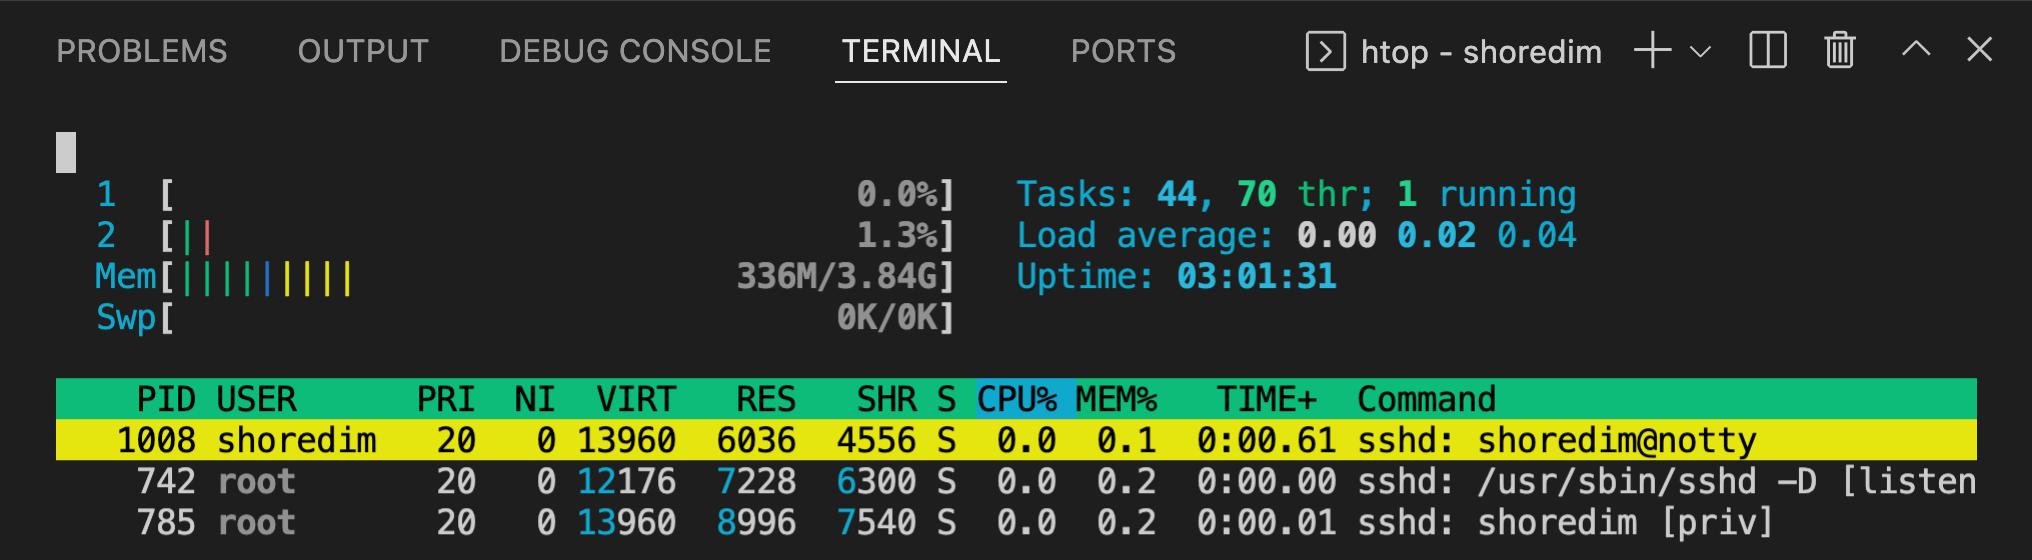 PROBLEMS OUTPUT DEBUG CONSOLE TERMINAL PORTS htop - shoredim
1 [ 0.0%] Tasks: 44, 70 thr; 1 running
2 [|| 1.3%] Load average: 0.00 0.02 0.04
Mem[||||||||| 336M/3.84G] Uptime: 03:01:31
Swp[ 0K/0K]
PID USER PRI NI VIRT RES SHR S CPU% MEM% TIME+ Command
1008 shoredim 20 0 13960 6036 4556 S 0.0 0.1 0:00.61 sshd: shoredim@notty
742 root 20 0 12176 7228 6300 S 0.0 0.2 0:00.00 sshd: /usr/sbin/sshd -D [listen
785 root 20 0 13960 8996 7540 S 0.0 0.2 0:00.01 sshd: shoredim [priv]